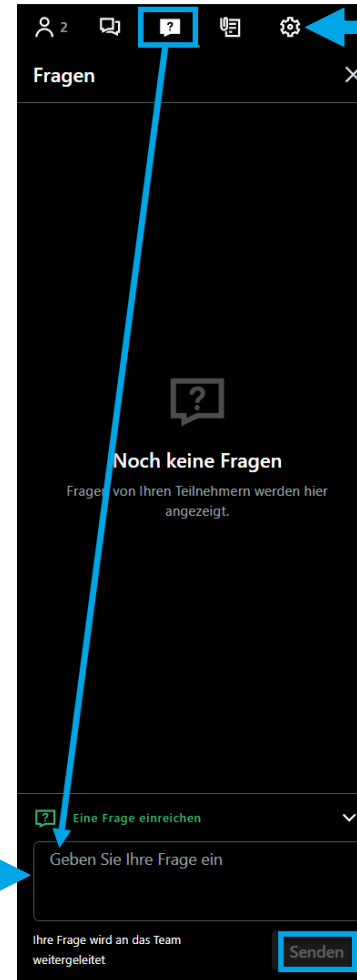 2
Fragen
Noch keine Fragen
Fragen von Ihren Teilnehmern werden hier
angezeigt.
Eine Frage einreichen
Geben Sie Ihre Frage ein
Ihre Frage wird an das Team
weitergeleitet
Senden